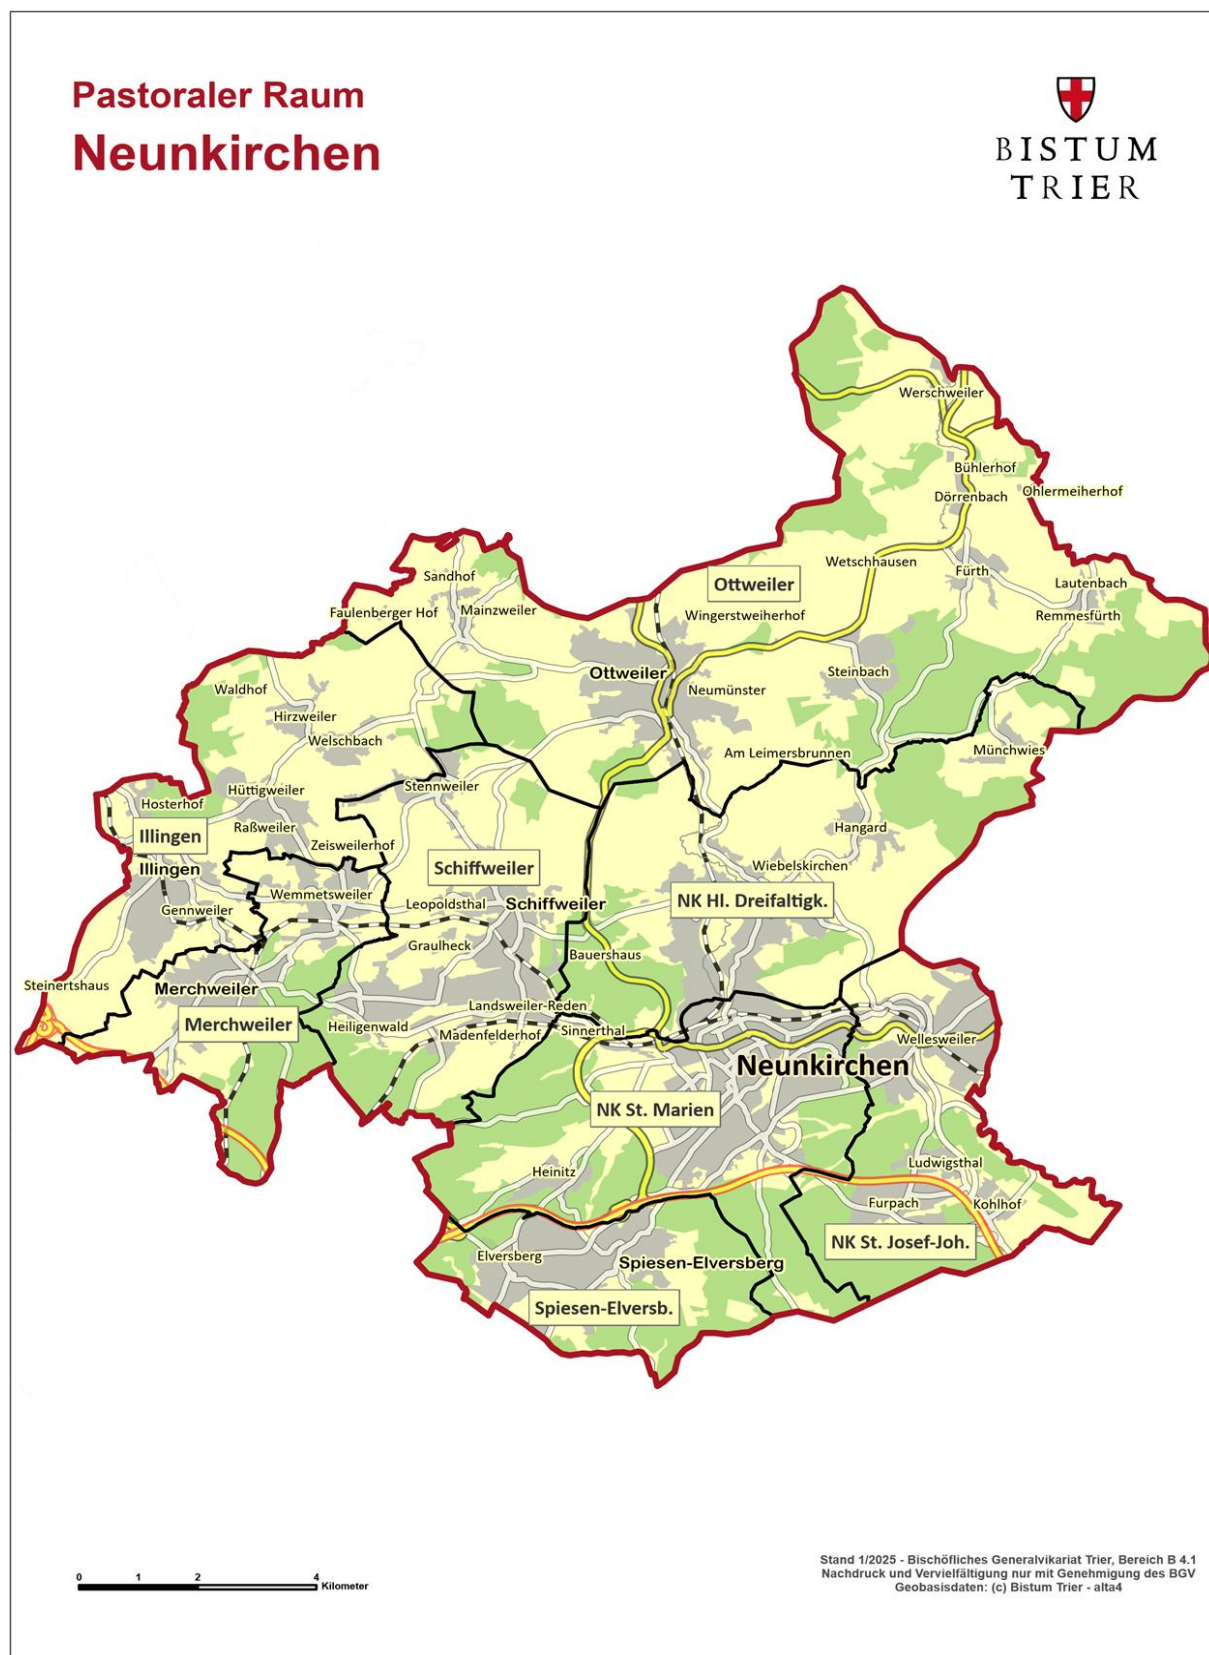 Pastoraler Raum
Neunkirchen
BISTUM
TRIER
Werschweiler
Bühlerhof
Ohlermeiherhof
Dörrenbach
Wetschhausen
Fürth
Ottweiler
Lautenbach
Sandhof
Mainzweiler
Faulenberger Hof
Wingerstweiherhof
Remmesfürth
Ottweiler
Steinbach
Waldhof
Neumünster
Hirzweiler
Welschbach
Am Leimersbrunnen
Münchwies
Stennweiler
Hüttigweiler
Hosterhof
Raßweiler
Hangard
Illingen
Zeisweilerhof
Illingen
Schiffweiler
Wiebelskirchen
Wemmetsweiler
Leopoldsthal
Schiffweiler
NK Hl. Dreifaltigk.
Gennweiler
Graulheck
Bauershaus
Steinertshaus
Merchweiler
Landsweiler-Reden
Merchweiler
Heiligenwald
Madenfelderhof
Sinnerthal
Wellesweiler
Neunkirchen
NK St. Marien
Heinitz
Ludwigsthal
Furpach
Kohlhof
NK St. Josef-Joh.
Elversberg
Spiesen-Elversberg
Spiesen-Elversb.
0 1 2 4
Kilometer
Stand 1/2025 - Bischöfliches Generalvikariat Trier, Bereich B 4.1
Nachdruck und Vervielfältigung nur mit Genehmigung des BGV
Geobasisdaten: (c) Bistum Trier - alta4